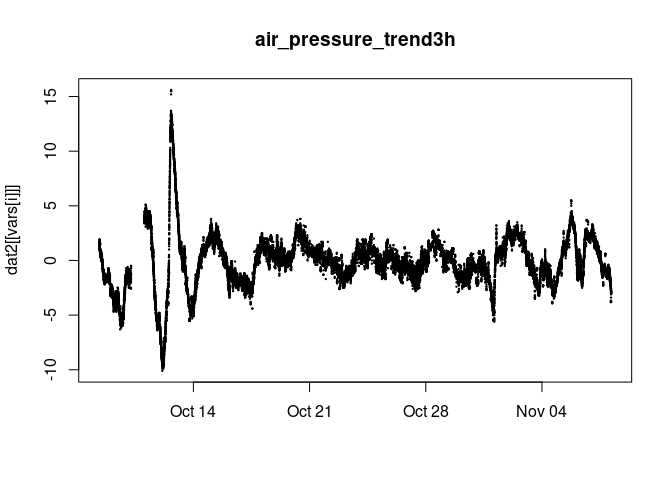 air_pressure_trend3h
dat2[[vars[i]]]
15
10
5
0
-5
-10
Oct 14
Oct 21
Oct 28
Nov 04